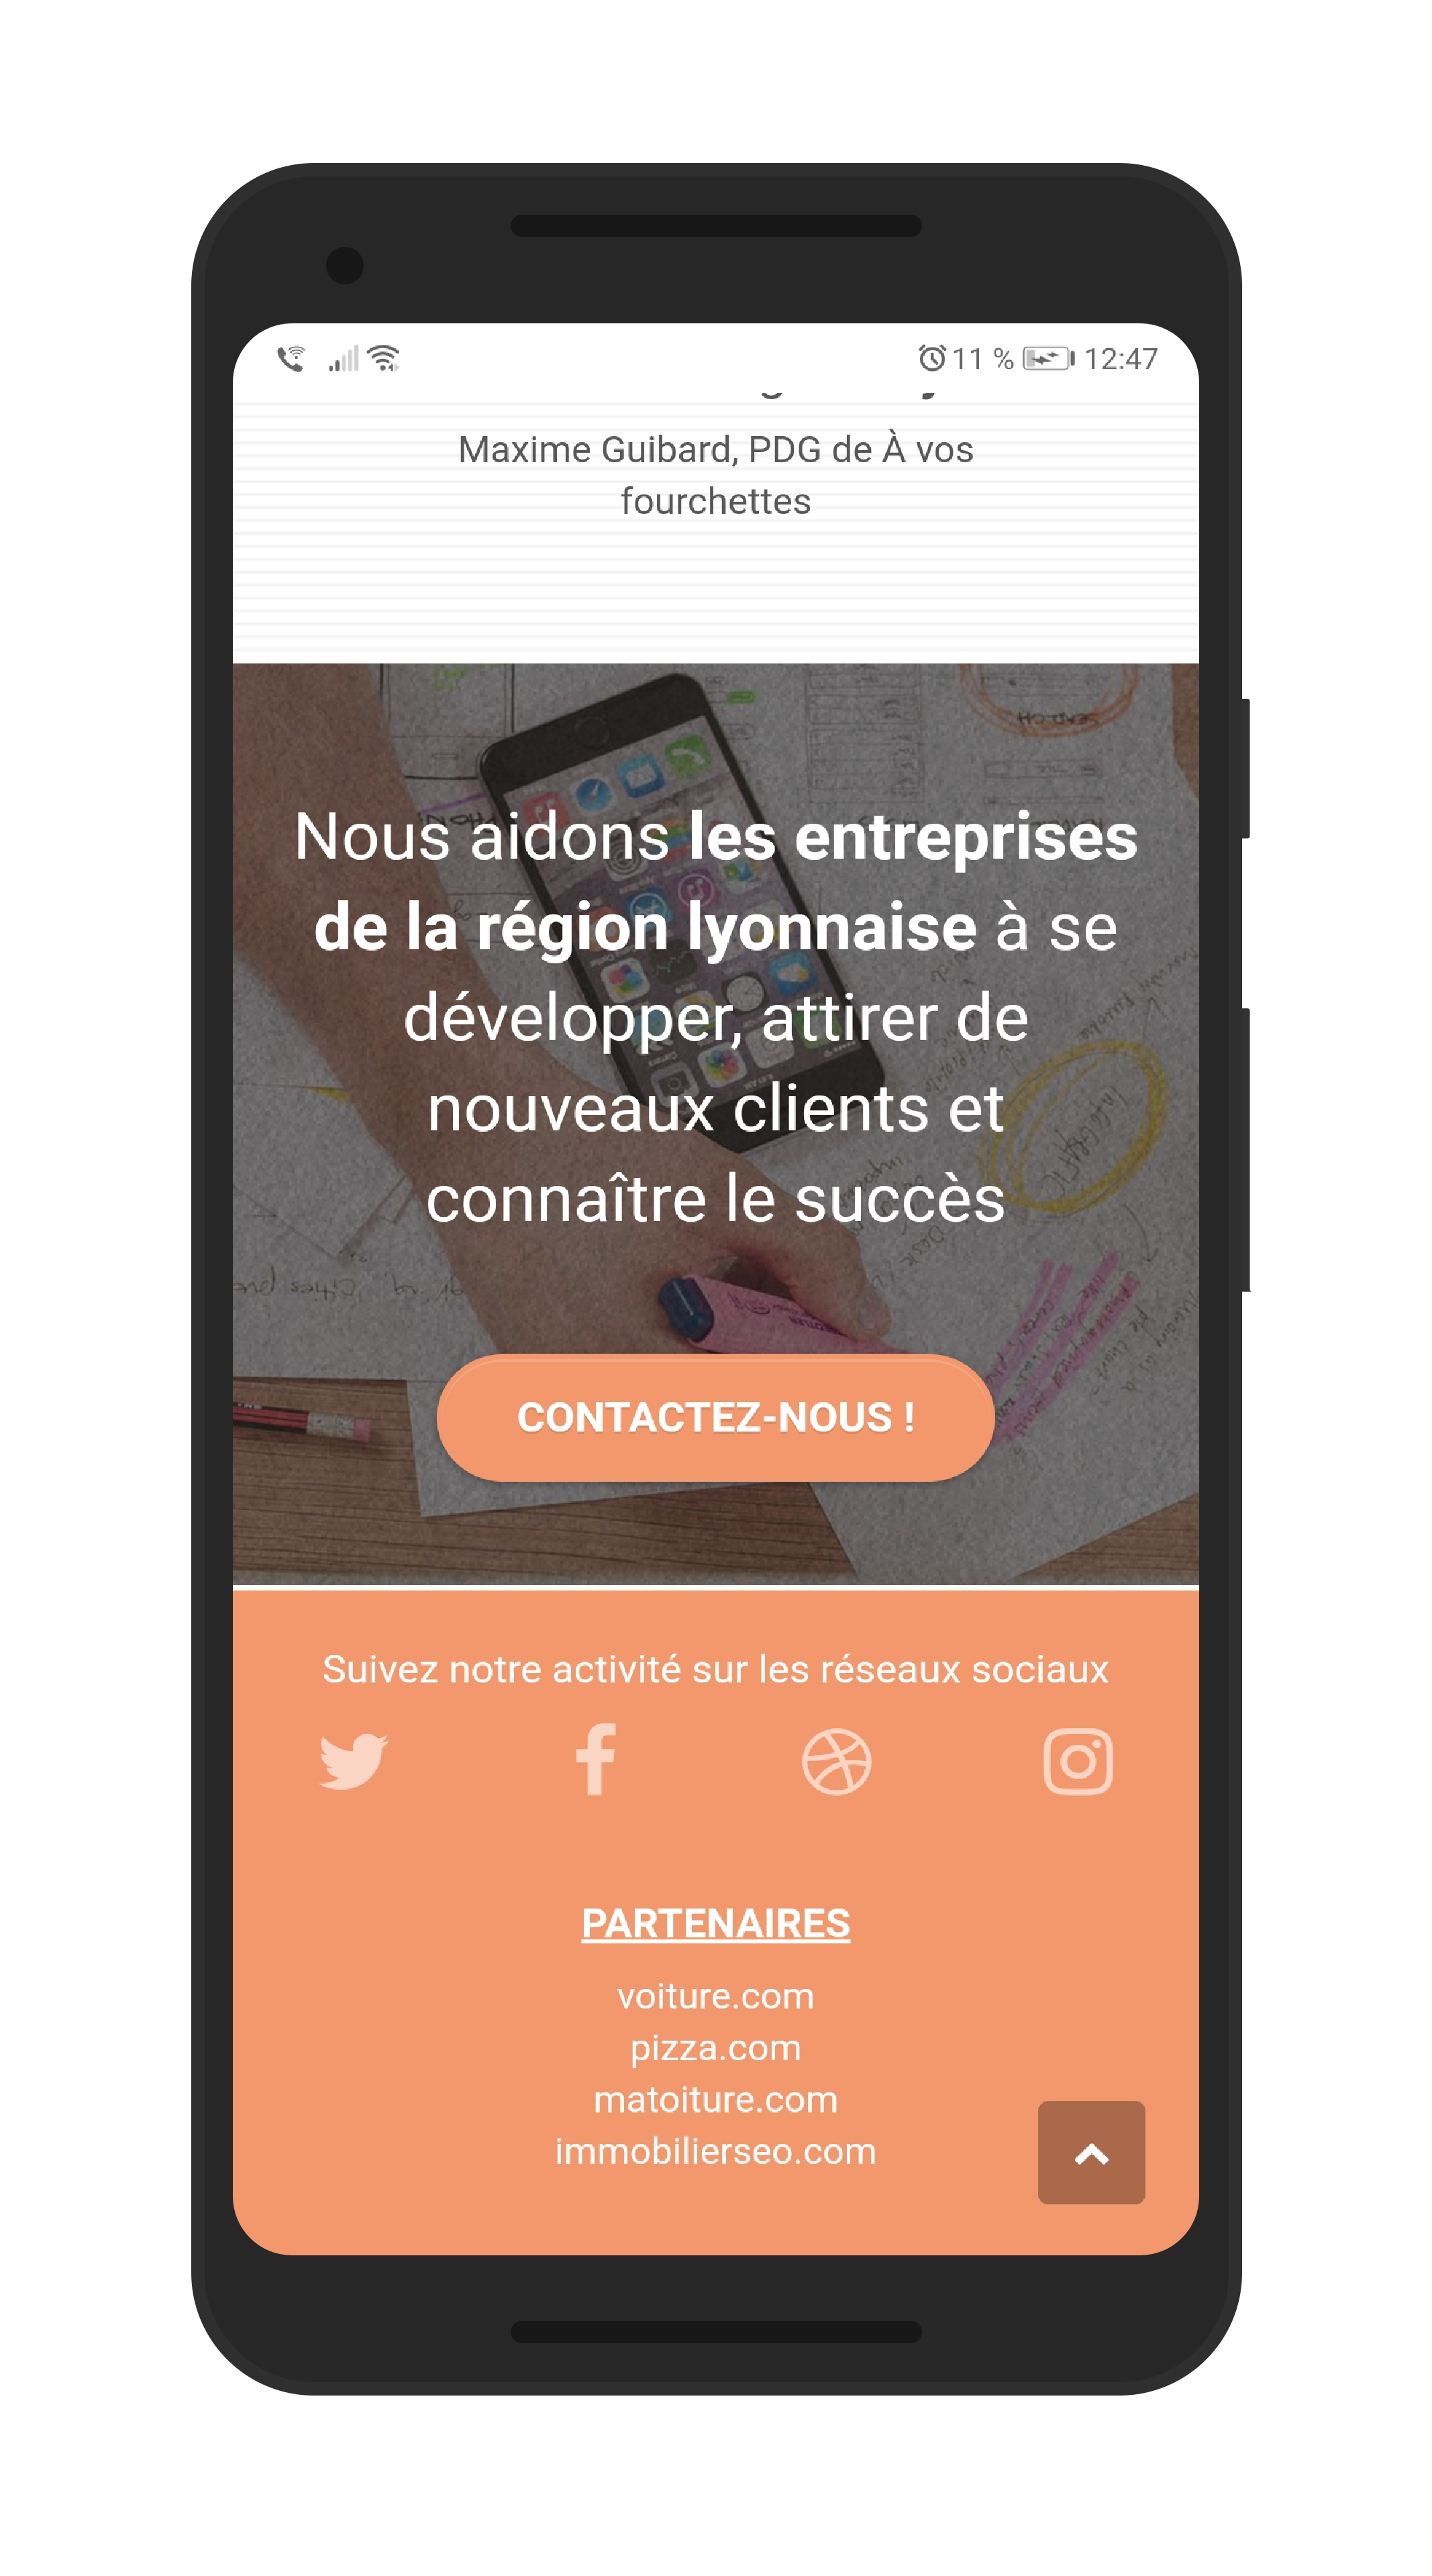 11 % 12:47
Maxime Guibard, PDG de À vos
fourchettes
Nous aidons les entreprises
de la région lyonnaise à se
développer, attirer de
nouveaux clients et
connaître le succès
CONTACTEZ-NOUS !
Suivez notre activité sur les réseaux sociaux
PARTENAIRES
voiture.com
pizza.com
matoiture.com
immobilierseo.com